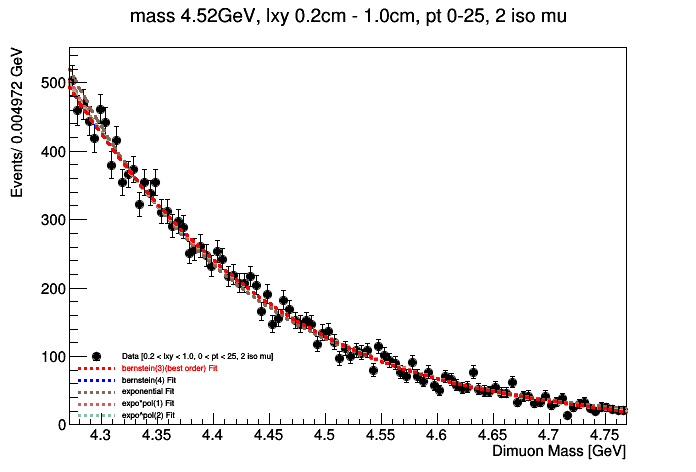 mass 4.52GeV, lxy 0.2cm - 1.0cm, pt 0-25, 2 iso mu
Events/ 0.004972 GeV
500
400
300
200
100
0
Data [0.2 < lxy < 1.0, 0 < pt < 25, 2 iso mu]
bernstein(3)(best order) Fit
bernstein(4) Fit
exponential Fit
expo*pol(1) Fit
expo*pol(2) Fit
4.3 4.35 4.4 4.45 4.5 4.55 4.6 4.65 4.7 4.75
Dimuon Mass [GeV]